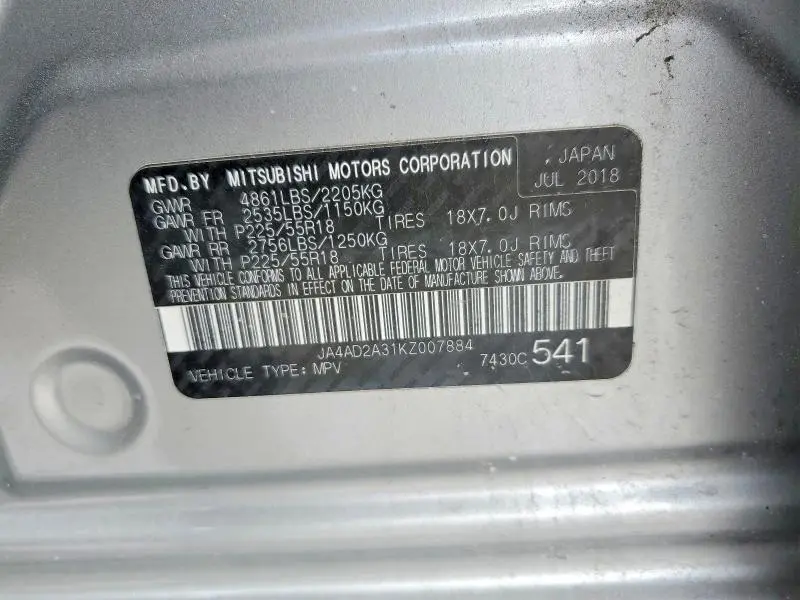 MFD.BY MITSUBISHI MOTORS CORPORATION
JAPAN
JUL 2018
GVWR 4861LBS/2205KG
GAWR FR 2535LBS/1150KG
WITH P225/55R18 TIRES 18X7.0J RIMS
GAWR RR 2756LBS/1250KG
WITH P225/55R18 TIRES 18X7.0J RIMS
THIS VEHICLE CONFORMS TO ALL APPLICABLE FEDERAL MOTOR VEHICLE SAFETY AND THEFT
PREVENTION STANDARDS IN EFFECT ON THE DATE OF MANUFACTURE SHOWN ABOVE.
JA4AD2A31KZ007884
VEHICLE TYPE: MPV
7430C 541